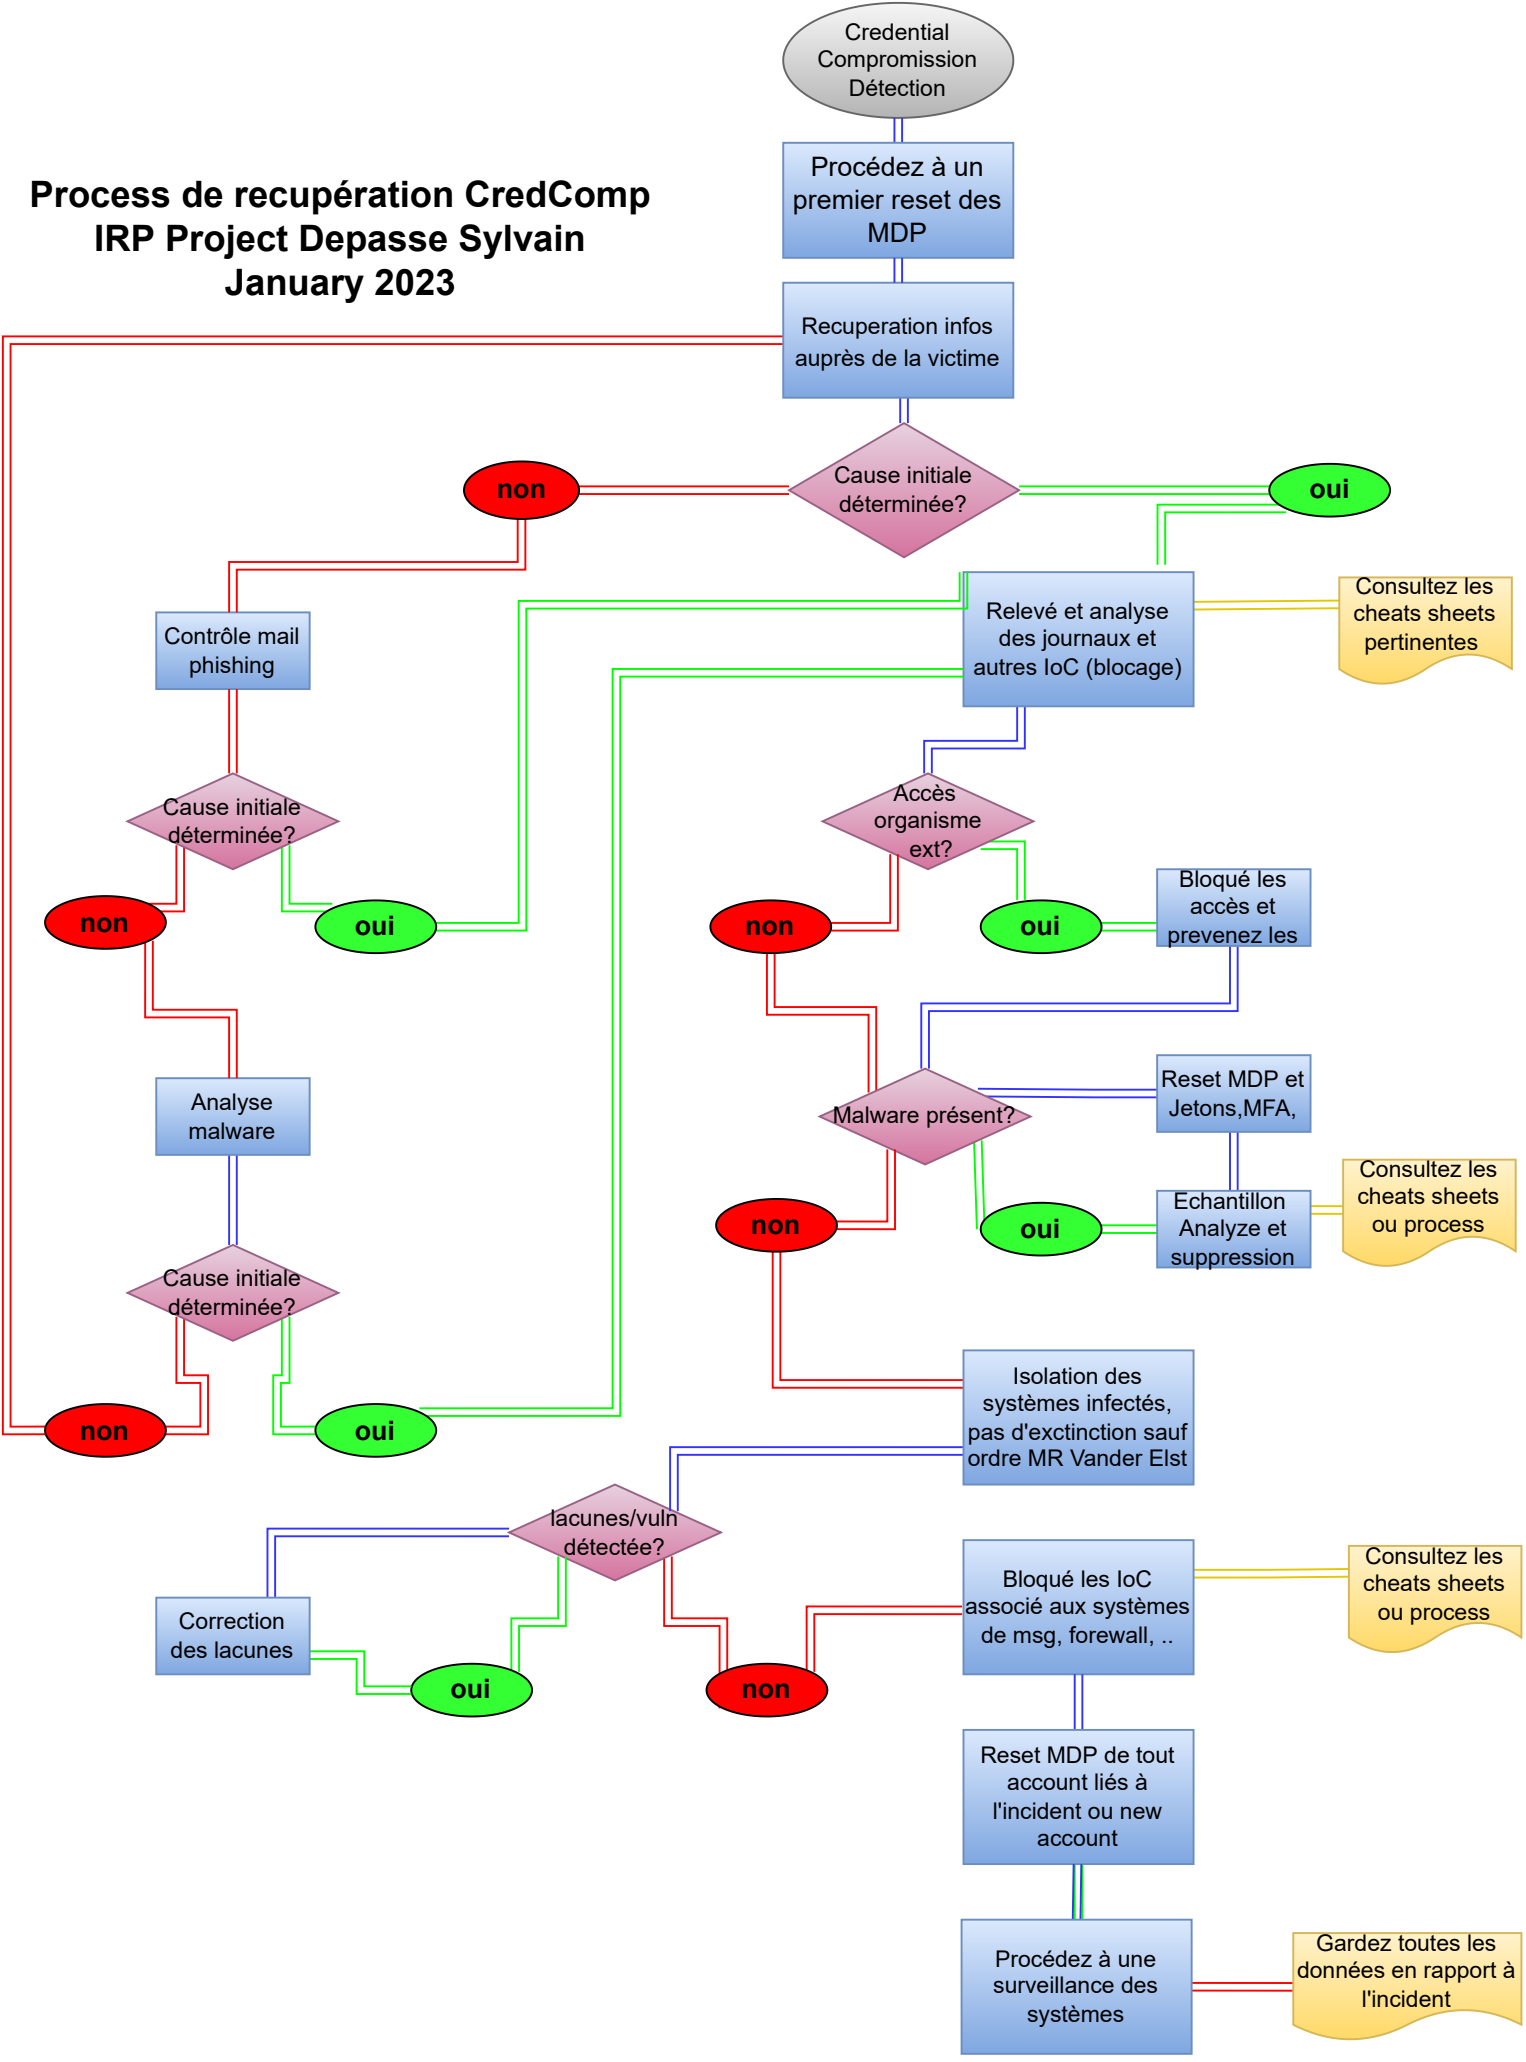 Credential
Compromission
Détection
Procédez à un
premier reset des
MDP
Process de recupération CredComp
IRP Project Depasse Sylvain
January 2023
Recuperation infos
auprès de la victime
Cause initiale
déterminée?
non
oui
Contrôle mail
phishing
Relevé et analyse
des journaux et
autres IoC (blocage)
Consultez les
cheats sheets
pertinentes
Cause initiale
déterminée?
Accès
organisme
ext?
non
oui
non
oui
Bloqué les
accès et
prevenez les
Analyse
malware
Malware présent?
Reset MDP et
Jetons,MFA,
non
oui
Echantillon
Analyze et
suppression
Consultez les
cheats sheets
ou process
Cause initiale
déterminée?
non
oui
Isolation des
systèmes infectés,
pas d'exctinction sauf
ordre MR Vander Elst
lacunes/vuln
détectée?
Correction
des lacunes
oui
non
Bloqué les IoC
associé aux systèmes
de msg, forewall, ..
Consultez les
cheats sheets
ou process
Reset MDP de tout
account liés à
l'incident ou new
account
Procédez à une
surveillance des
systèmes
Gardez toutes les
données en rapport à
l'incident